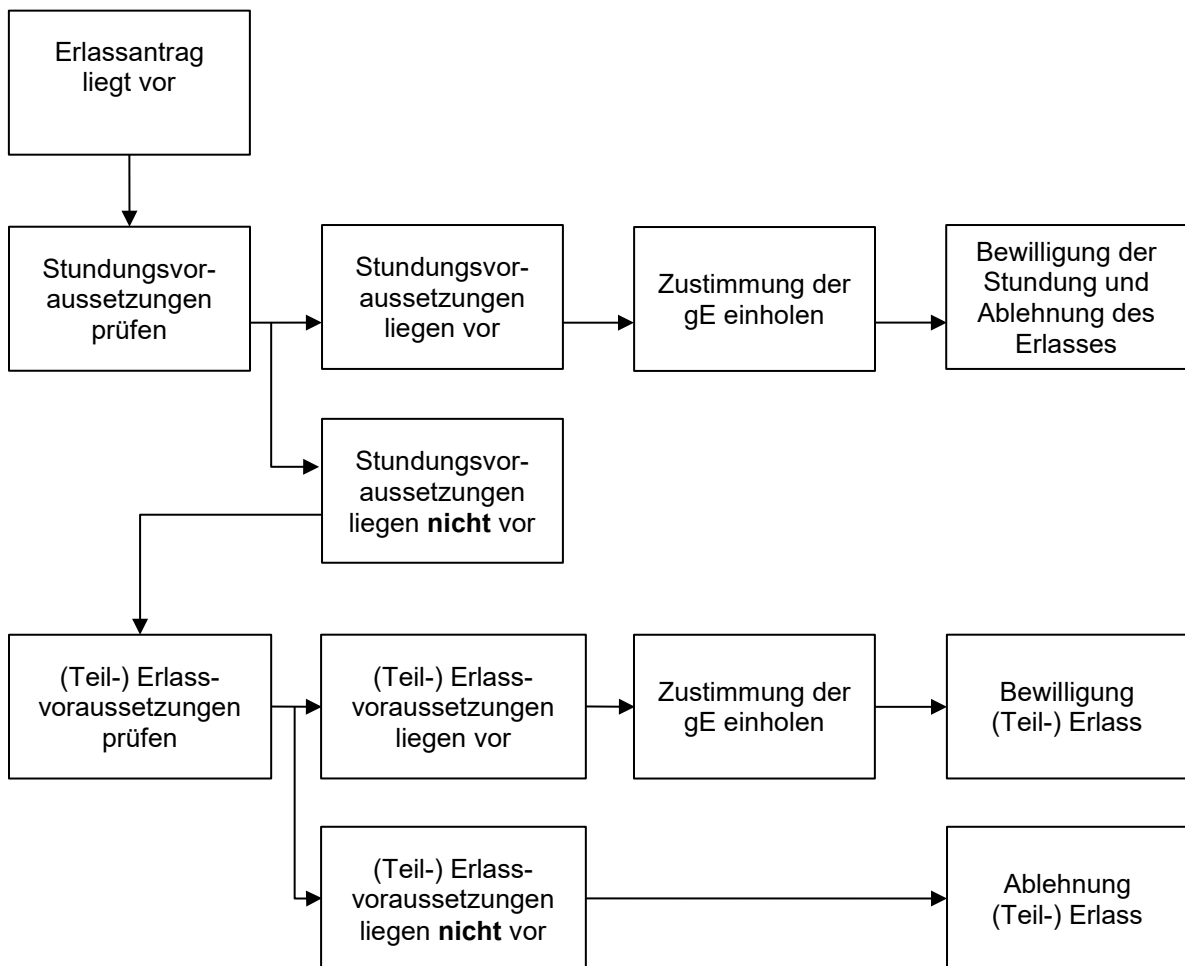 Erlassantrag
liegt vor
Stundungsvor-
aussetzungen
prüfen
Stundungsvor-
aussetzungen
liegen vor
Zustimmung der
gE einholen
Bewilligung der
Stundung und
Ablehnung des
Erlasses
Stundungsvor-
aussetzungen
liegen nicht vor
(Teil-) Erlass-
voraussetzungen
prüfen
(Teil-) Erlass-
voraussetzungen
liegen vor
Zustimmung der
gE einholen
Bewilligung
(Teil-) Erlass
(Teil-) Erlass-
voraussetzungen
liegen nicht vor
Ablehnung
(Teil-) Erlass